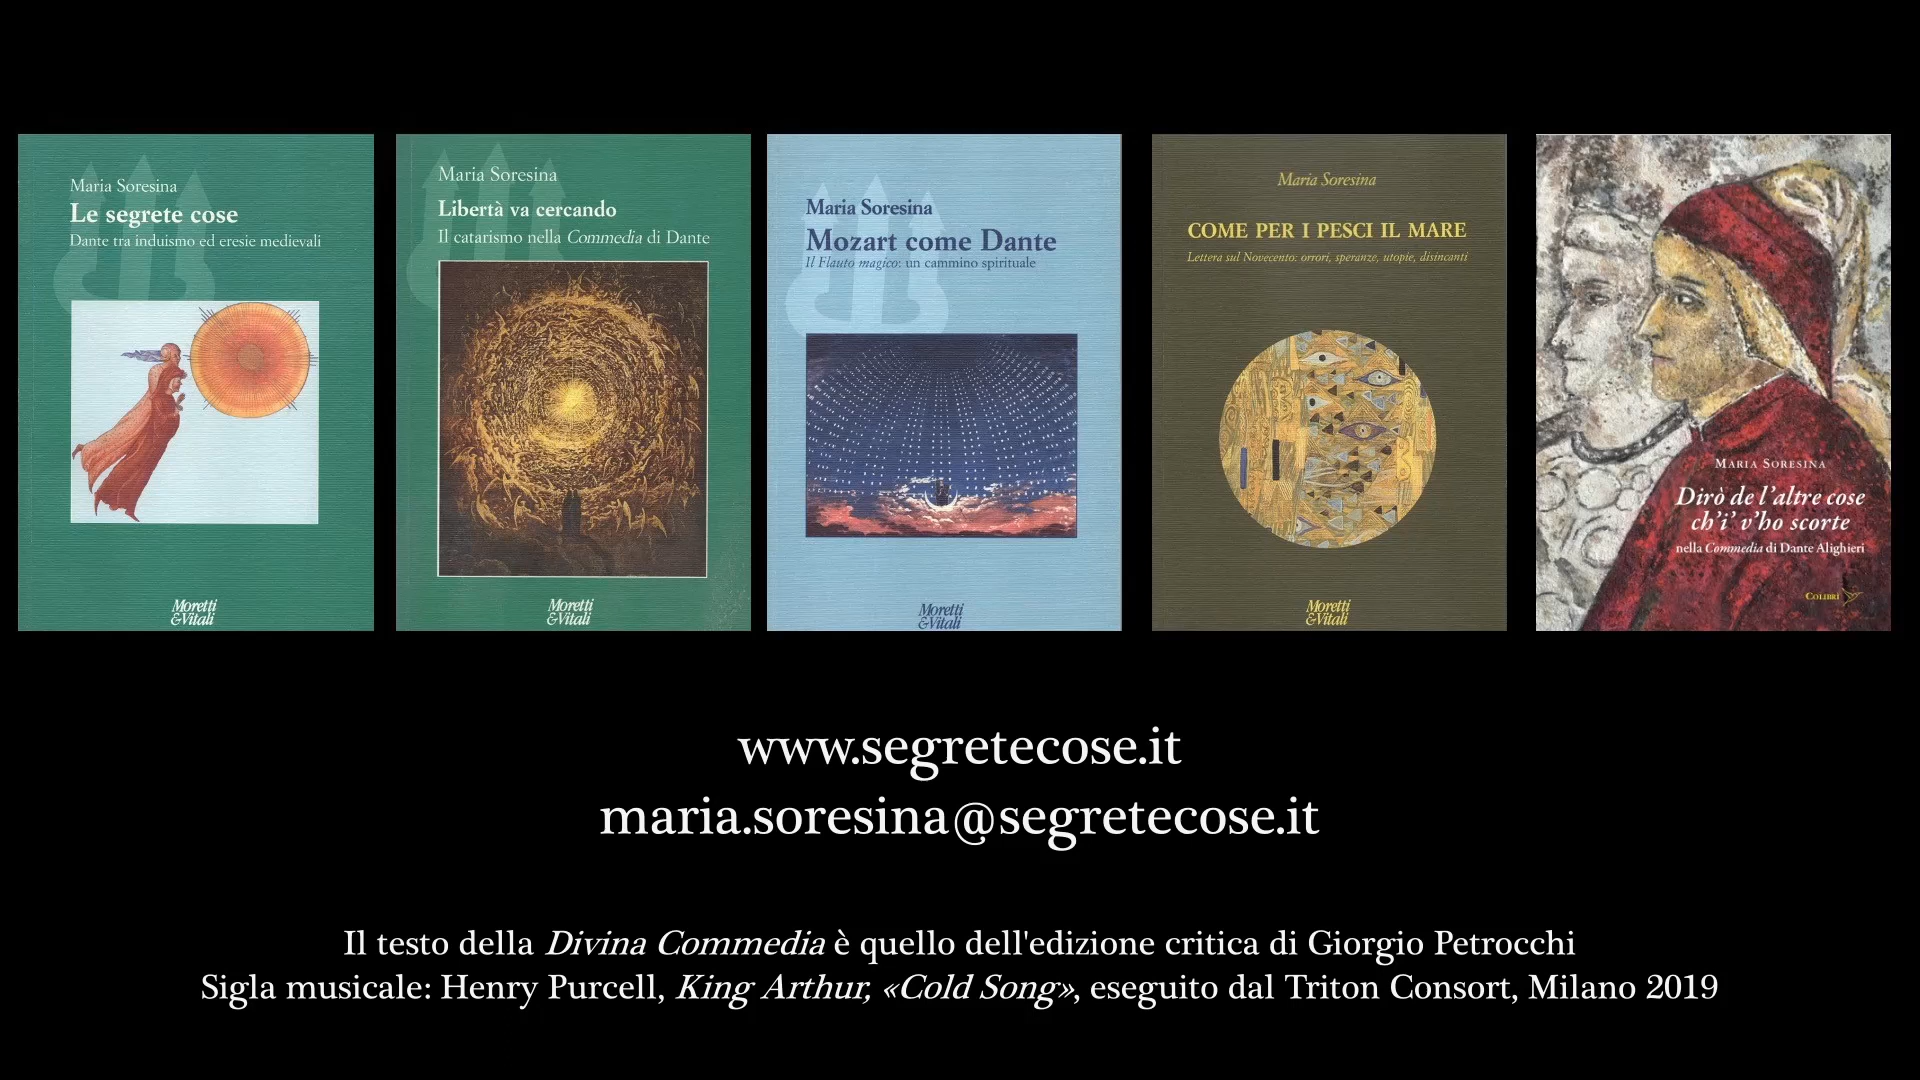 Maria Soresina
Le segrete cose
Dante tra induismo ed eresie medievali
Moretti
&Vitali
Maria Soresina
Libertà va cercando
Il catarismo nella Commedia di Dante
Moretti
&Vitali
Maria Soresina
Mozart come Dante
Il Flauto magico: un cammino spirituale
Moretti
&Vitali
Maria Soresina
COME PER I PESCI IL MARE
Lettera sul Novecento: orrori, speranze, utopie, disincanti
Moretti
&Vitali
MARIA SORESINA
Dirò de l'altre cose
ch'i' v'ho scorte
nella Commedia di Dante Alighieri
COLIBRÌ
www.segretecose.it
maria.soresina@segretecose.it
Il testo della Divina Commedia è quello dell'edizione critica di Giorgio Petrocchi
Sigla musicale: Henry Purcell, King Arthur, «Cold Song», eseguito dal Triton Consort, Milano 2019